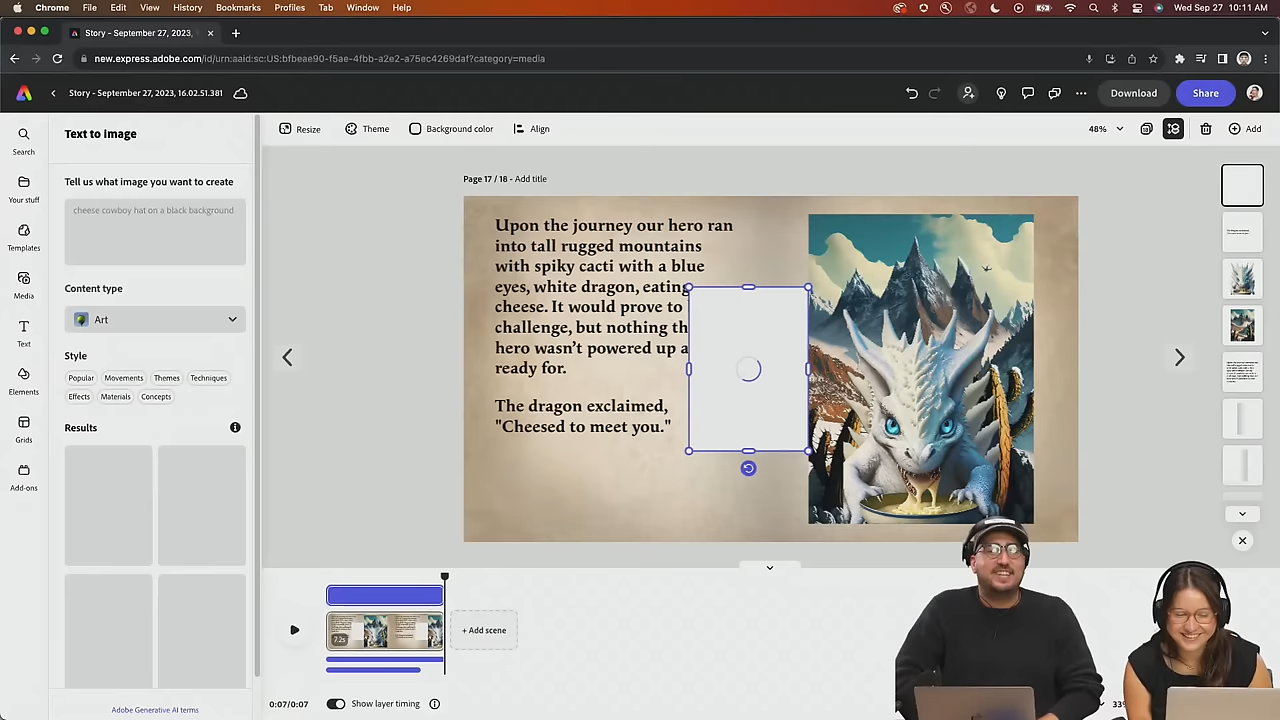 Chrome File Edit View History Bookmarks Profiles Tab Window Help Wed Sep 27 10:11 AM
Story - September 27, 2023,
new.express.adobe.com/id/urn:aaid:sc:US:bfbeae90-f5ae-4fbb-a2e2-a75ec4269daf?category=media
Story - September 27, 2023, 16.02.51.381 Download Share
Search
Your stuff
Templates
Media
Text
Elements
Grids
Add-ons
Text to image
Tell us what image you want to create
cheese cowboy hat on a black background
Content type
Art
Style
Popular Movements Themes Techniques
Effects Materials Concepts
Results
Adobe Generative AI terms
Resize Theme Background color Align 48% Add
Page 17 / 18 - Add title
Upon the journey our hero ran
into tall rugged mountains
with spiky cacti with a blue
eyes, white dragon, eating
cheese. It would prove to
challenge, but nothing th
hero wasn't powered up a
ready for.
The dragon exclaimed,
"Cheesed to meet you."
7.2s
+ Add scene
0:07/0:07 Show layer timing